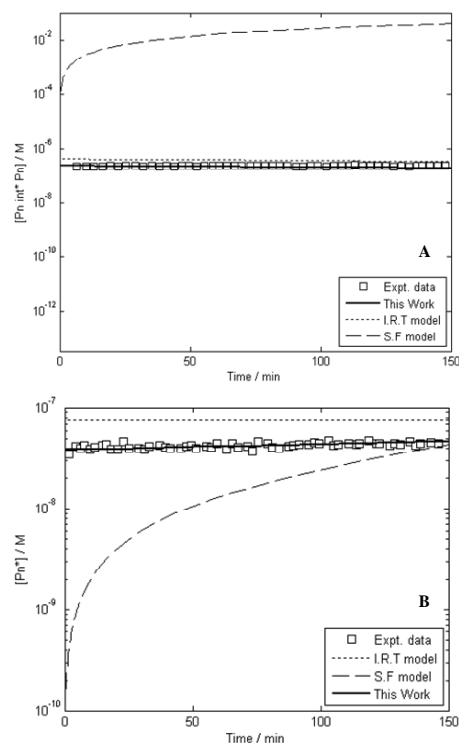 10^-2
10^-4
10^-6
10^-8
10^-10
10^-12
[Pn int* Pn] / M
A
Expt. data
This Work
I.R.T model
S.F model
0 50 100 150
Time / min
10^-7
10^-8
10^-9
10^-10
[Pn*] / M
B
Expt. data
I.R.T model
S.F model
This Work
0 50 100 150
Time / min